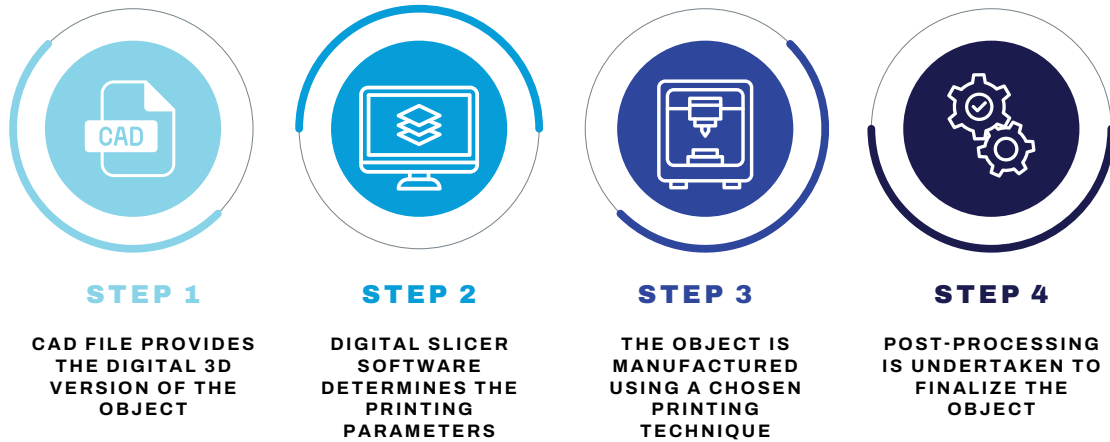 CAD
STEP 1
CAD FILE PROVIDES
THE DIGITAL 3D
VERSION OF THE
OBJECT
STEP 2
DIGITAL SLICER
SOFTWARE
DETERMINES THE
PRINTING
PARAMETERS
STEP 3
THE OBJECT IS
MANUFACTURED
USING A CHOSEN
PRINTING
TECHNIQUE
STEP 4
POST-PROCESSING
IS UNDERTAKEN TO
FINALIZE THE
OBJECT